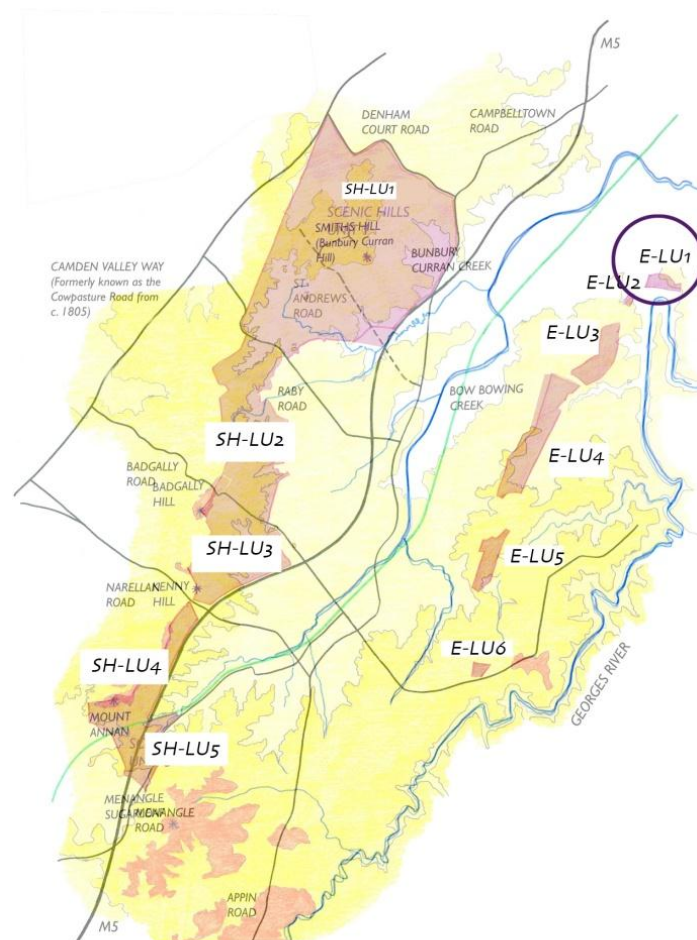 M5
DENHAM
COURT ROAD
CAMPBELLTOWN
ROAD
SH-LU1
SCENIC HILLS
SMITHS HILL
(Bunbury Curran
Hill)
BUNBURY
CURRAN CREEK
E-LU1
E-LU2
CAMDEN VALLEY WAY
(Formerly known as the
Cowpasture Road from
c. 1805)
ST
ANDREWS
ROAD
E-LU3
RABY
ROAD
BOW BOWING
CREEK
SH-LU2
E-LU4
BADGALLY
ROAD
BADGALLY
HILL
SH-LU3
E-LU5
NARELLAN
ROAD
KENNY
HILL
SH-LU4
E-LU6
MOUNT
ANNAN
SH-LU5
GEORGES RIVER
MENANGLE
SUGARLOAF
MENANGLE
ROAD
APPIN
ROAD
M5